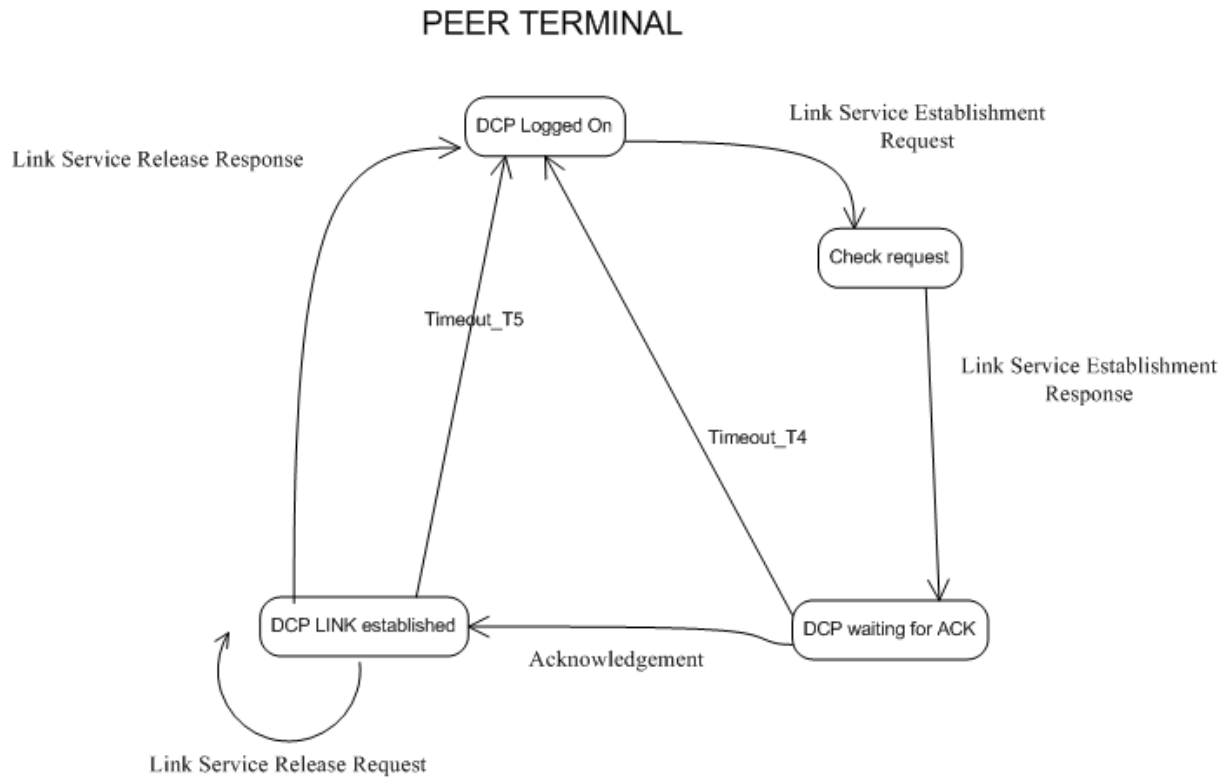 PEER TERMINAL
DCP Logged On
Link Service Establishment
Request
Link Service Release Response
Check request
Timeout_T5
Link Service Establishment
Response
Timeout_T4
DCP LINK established
DCP waiting for ACK
Acknowledgement
Link Service Release Request